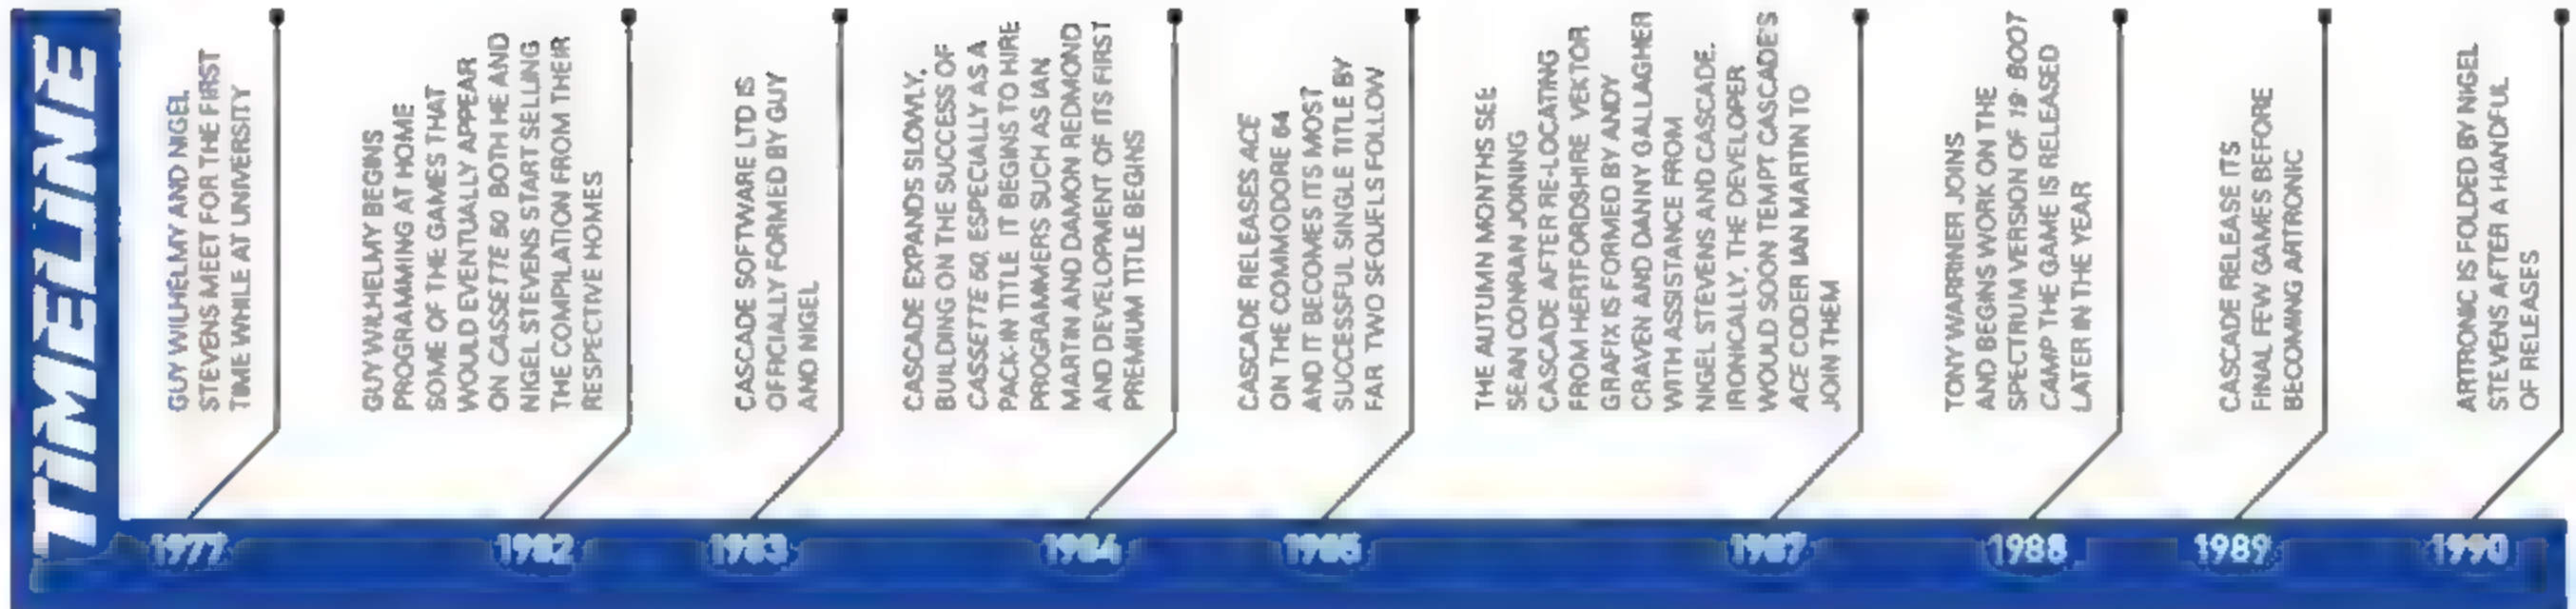 TIMELINE
GUY WILHELMY AND NIGEL
STEVENS MEET FOR THE FIRST
TIME WHILE AT UNIVERSITY
1977
GUY WILHELMY BEGINS
PROGRAMMING AT HOME
SOME OF THE GAMES THAT
WOULD EVENTUALLY APPEAR
ON CASSETTE 50 BOTH HE AND
NIGEL STEVENS START SELLING
THE COMPILATION FROM THEIR
RESPECTIVE HOMES
1982
CASCADE SOFTWARE LTD IS
OFFICIALLY FORMED BY GUY
AND NIGEL
1983
CASCADE EXPANDS SLOWLY,
BUILDING ON THE SUCCESS OF
CASSETTE 50, ESPECIALLY AS A
PACK-IN TITLE IT BEGINS TO HIRE
PROGRAMMERS SUCH AS IAN
MARTIN AND DAMON REDMOND
AND DEVELOPMENT OF ITS FIRST
PREMIUM TITLE BEGINS
1984
CASCADE RELEASES ACE
ON THE COMMODORE 64
AND IT BECOMES ITS MOST
SUCCESSFUL SINGLE TITLE BY
FAR TWO SEQUELS FOLLOW
1985
THE AUTUMN MONTHS SEE
SEAN CONRAN JOINING
CASCADE AFTER RE-LOCATING
FROM HERTFORDSHIRE VEKTOR
GRAFIX IS FORMED BY ANDY
CRAVEN AND DANNY GALLAGHER
WITH ASSISTANCE FROM
NIGEL STEVENS AND CASCADE.
IRONICALLY, THE DEVELOPER
WOULD SOON TEMPT CASCADE'S
ACE CODER IAN MARTIN TO
JOIN THEM
1987
TONY WARRINER JOINS
AND BEGINS WORK ON THE
SPECTRUM VERSION OF 19: BOOT
CAMP THE GAME IS RELEASED
LATER IN THE YEAR
1988
CASCADE RELEASE ITS
FINAL FEW GAMES BEFORE
BECOMING ARTRONIC
1989
ARTRONIC IS FOLDED BY NIGEL
STEVENS AFTER A HANDFUL
OF RELEASES
1990